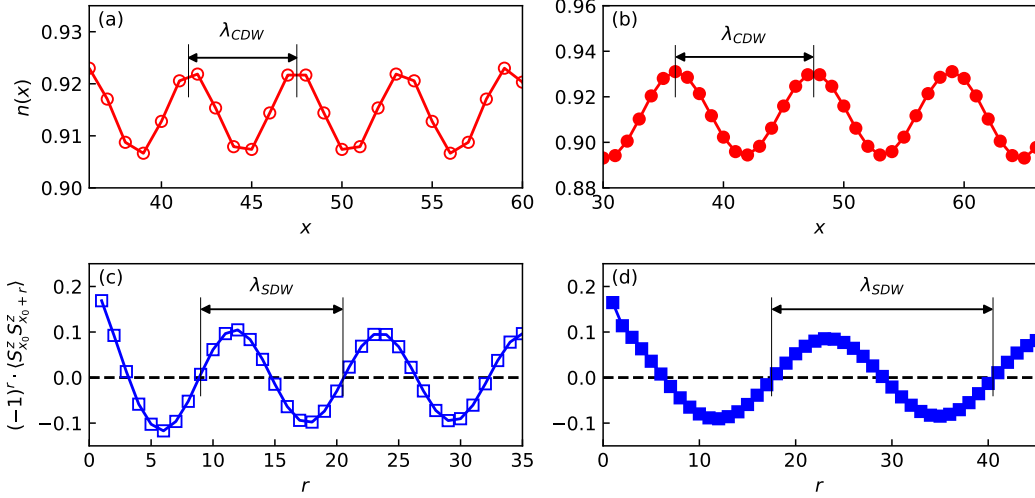 (a)
0.93
0.92
0.91
0.90
n(x)
λ_CDW
40 45 50 55 60
x
(b)
0.96
0.94
0.92
0.90
0.88
λ_CDW
30 40 50 60
x
(c)
0.2
0.1
0.0
−0.1
(−1)^r · ⟨S^z_{x_0} S^z_{x_0+r}⟩
λ_SDW
0 5 10 15 20 25 30 35
r
(d)
0.2
0.1
0.0
−0.1
λ_SDW
0 10 20 30 40
r